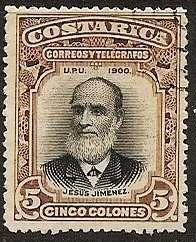 COSTA RICA
CORREOS Y TELEGRAFOS
U.P.U. 1900.
JESUS JIMENEZ.
5 5
CINCO COLONES